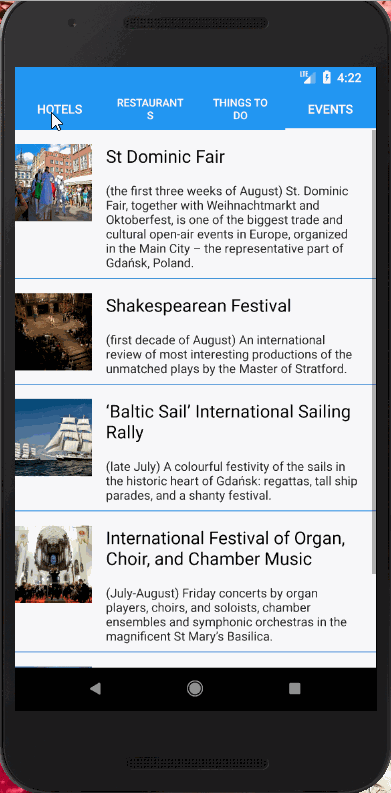 LTE 4:22
HOTELS
RESTAURANT
S
THINGS TO
DO
EVENTS
St Dominic Fair
(the first three weeks of August) St. Dominic
Fair, together with Weihnachtmarkt and
Oktoberfest, is one of the biggest trade and
cultural open-air events in Europe, organized
in the Main City – the representative part of
Gdańsk, Poland.
Shakespearean Festival
(first decade of August) An international
review of most interesting productions of the
unmatched plays by the Master of Stratford.
‘Baltic Sail’ International Sailing
Rally
(late July) A colourful festivity of the sails in
the historic heart of Gdańsk: regattas, tall ship
parades, and a shanty festival.
International Festival of Organ,
Choir, and Chamber Music
(July-August) Friday concerts by organ
players, choirs, and soloists, chamber
ensembles and symphonic orchestras in the
magnificent St Mary’s Basilica.